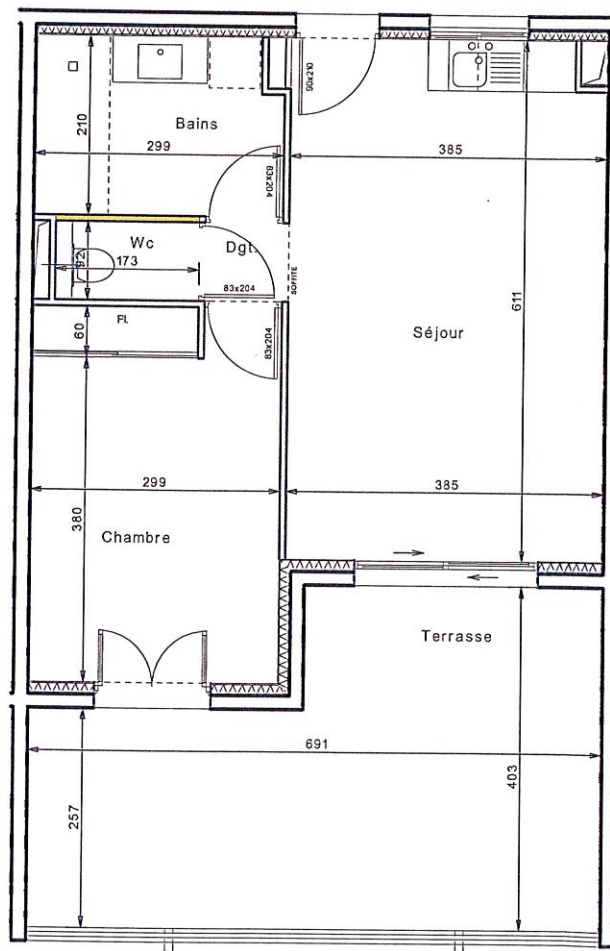 90x210
210
Bains
299
385
83x204
Wc
Dgt.
92
173
SOFFITE
83x204
60
Pl.
83x204
611
Séjour
299
385
380
Chambre
Terrasse
691
403
257